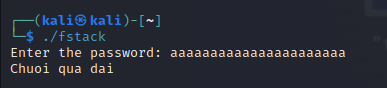 ┌──(kali㉿kali)-[~]
└─$ ./fstack
Enter the password: aaaaaaaaaaaaaaaaaaaaaa
Chuoi qua dai